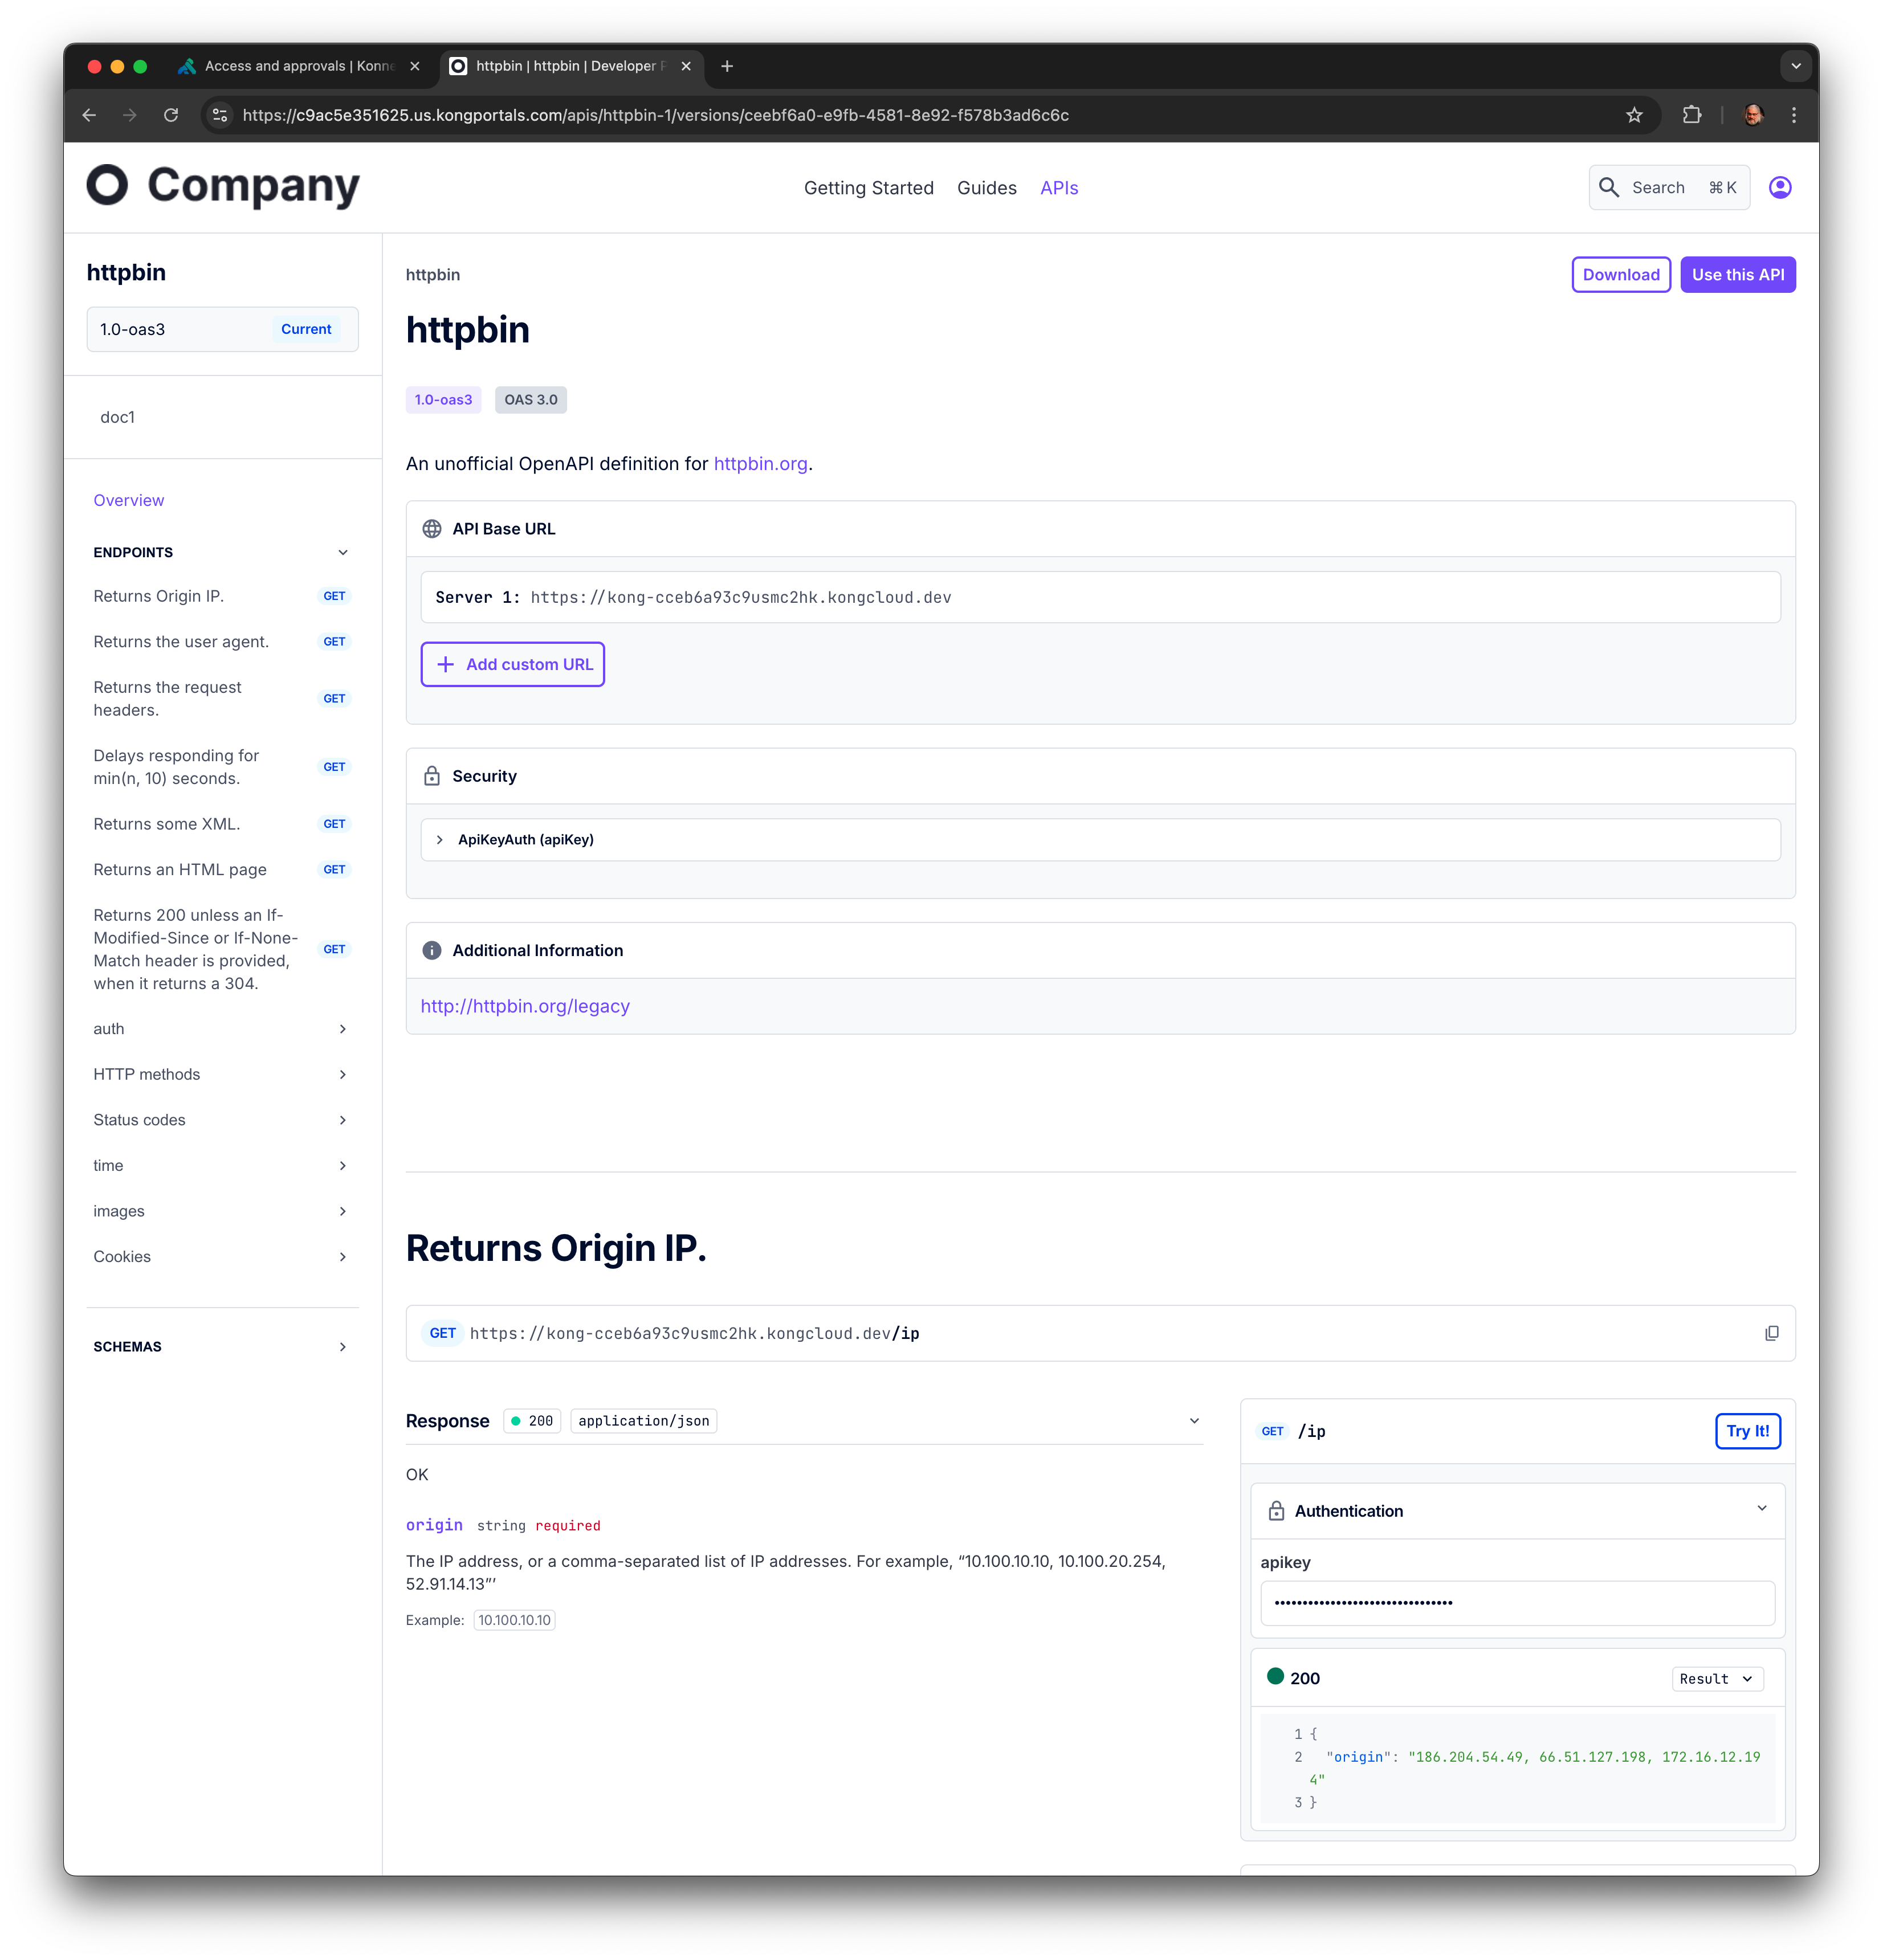 Access and approvals | Konne
httpbin | httpbin | Developer P
https://c9ac5e351625.us.kongportals.com/apis/httpbin-1/versions/ceebf6a0-e9fb-4581-8e92-f578b3ad6c6c
Company
Getting Started Guides APIs
Search ⌘ K
httpbin
1.0-oas3 Current
doc1
Overview
ENDPOINTS
Returns Origin IP. GET
Returns the user agent. GET
Returns the request
headers. GET
Delays responding for
min(n, 10) seconds. GET
Returns some XML. GET
Returns an HTML page GET
Returns 200 unless an If-
Modified-Since or If-None-
Match header is provided,
when it returns a 304. GET
auth
HTTP methods
Status codes
time
images
Cookies
SCHEMAS
httpbin
Download Use this API
httpbin
1.0-oas3 OAS 3.0
An unofficial OpenAPI definition for httpbin.org.
API Base URL
Server 1: https://kong-cceb6a93c9usmc2hk.kongcloud.dev
+ Add custom URL
Security
ApiKeyAuth (apiKey)
Additional Information
http://httpbin.org/legacy
Returns Origin IP.
GET https://kong-cceb6a93c9usmc2hk.kongcloud.dev/ip
Response 200 application/json
OK
origin string required
The IP address, or a comma-separated list of IP addresses. For example, “10.100.10.10, 10.100.20.254,
52.91.14.13”’
Example: 10.100.10.10
GET /ip Try It!
Authentication
apikey
•••••••••••••••••••••••••••••••• 
200 Result
1 {
2 "origin": "186.204.54.49, 66.51.127.198, 172.16.12.19
4"
3 }